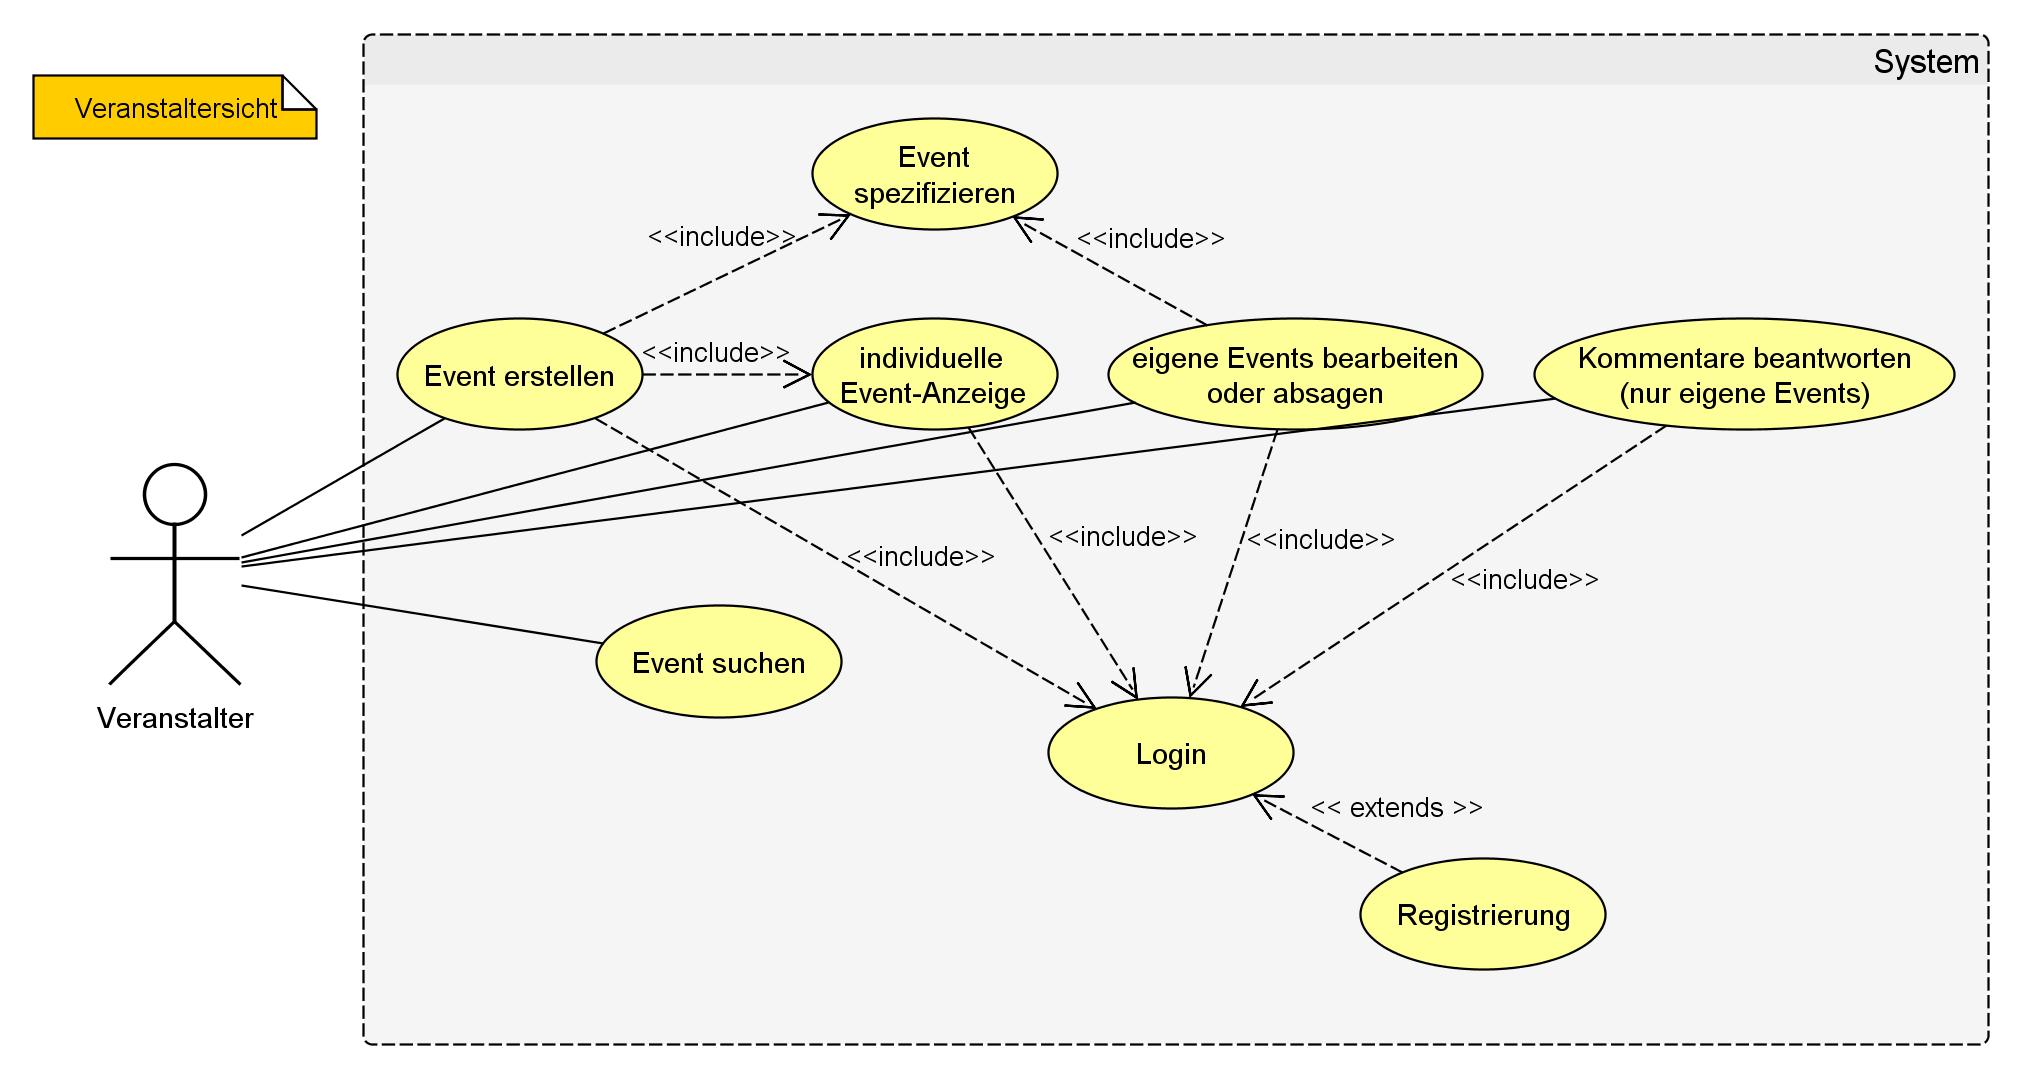 System
Veranstaltersicht
Event
spezifizieren
<<include>>
<<include>>
Event erstellen
<<include>>
individuelle
Event-Anzeige
eigene Events bearbeiten
oder absagen
Kommentare beantworten
(nur eigene Events)
<<include>>
<<include>>
<<include>>
<<include>>
Event suchen
Veranstalter
Login
<< extends >>
Registrierung